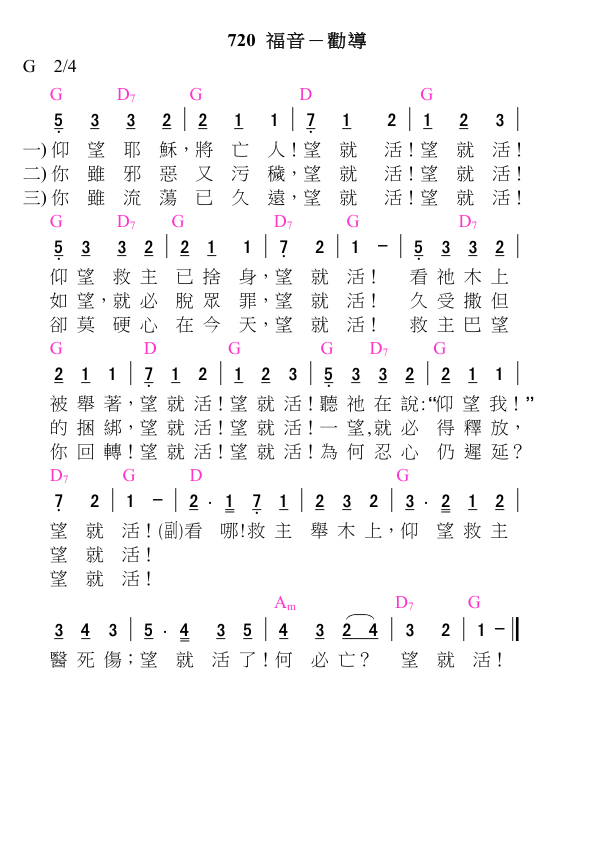 720 福音－勸導
G 2/4
G D7 G D G
5 3 3 2 | 2 1 1 | 7 1 2 | 1 2 3 |
一)仰 望 耶 穌，將 亡 人！望 就 活！望 就 活！
二)你 雖 邪 惡 又 污 穢，望 就 活！望 就 活！
三)你 雖 流 蕩 已 久 遠，望 就 活！望 就 活！
G D7 G D7 G D7
5 3 3 2 | 2 1 1 | 7 2 | 1 － | 5 3 3 2 |
仰 望 救 主 已 捨 身，望 就 活！ 看 祂 木 上
如 望，就 必 脫 眾 罪，望 就 活！ 久 受 撒 但
卻 莫 硬 心 在 今 天，望 就 活！ 救 主 巴 望
G D G G D7 G
2 1 1 | 7 1 2 | 1 2 3 | 5 3 3 2 | 2 1 1 |
被 舉 著，望 就 活！望 就 活！聽 祂 在 說：“仰 望 我！”
的 捆 綁，望 就 活！望 就 活！一 望,就 必 得 釋 放，
你 回 轉！望 就 活！望 就 活！為 何 忍 心 仍 遲 延？
D7 G D G
7 2 | 1 － | 2 · 1 7 1 | 2 3 2 | 3 · 2 1 2 |
望 就 活！(副)看 哪!救 主 舉 木 上，仰 望 救 主
望 就 活！
望 就 活！
Am D7 G
3 4 3 | 5 · 4 3 5 | 4 3 2 4 | 3 2 | 1 － ‖
醫 死 傷；望 就 活 了！何 必 亡？ 望 就 活！